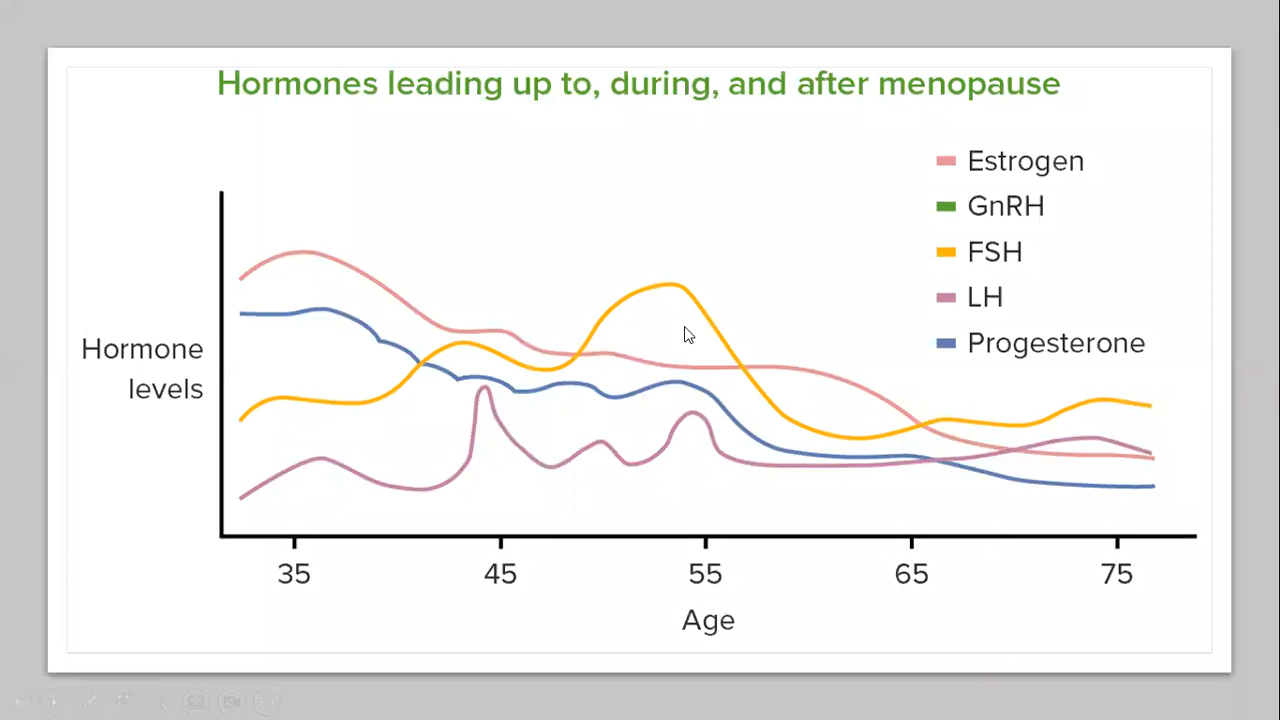 Hormones leading up to, during, and after menopause
Estrogen
GnRH
FSH
LH
Progesterone
Hormone
levels
35 45 55 65 75
Age